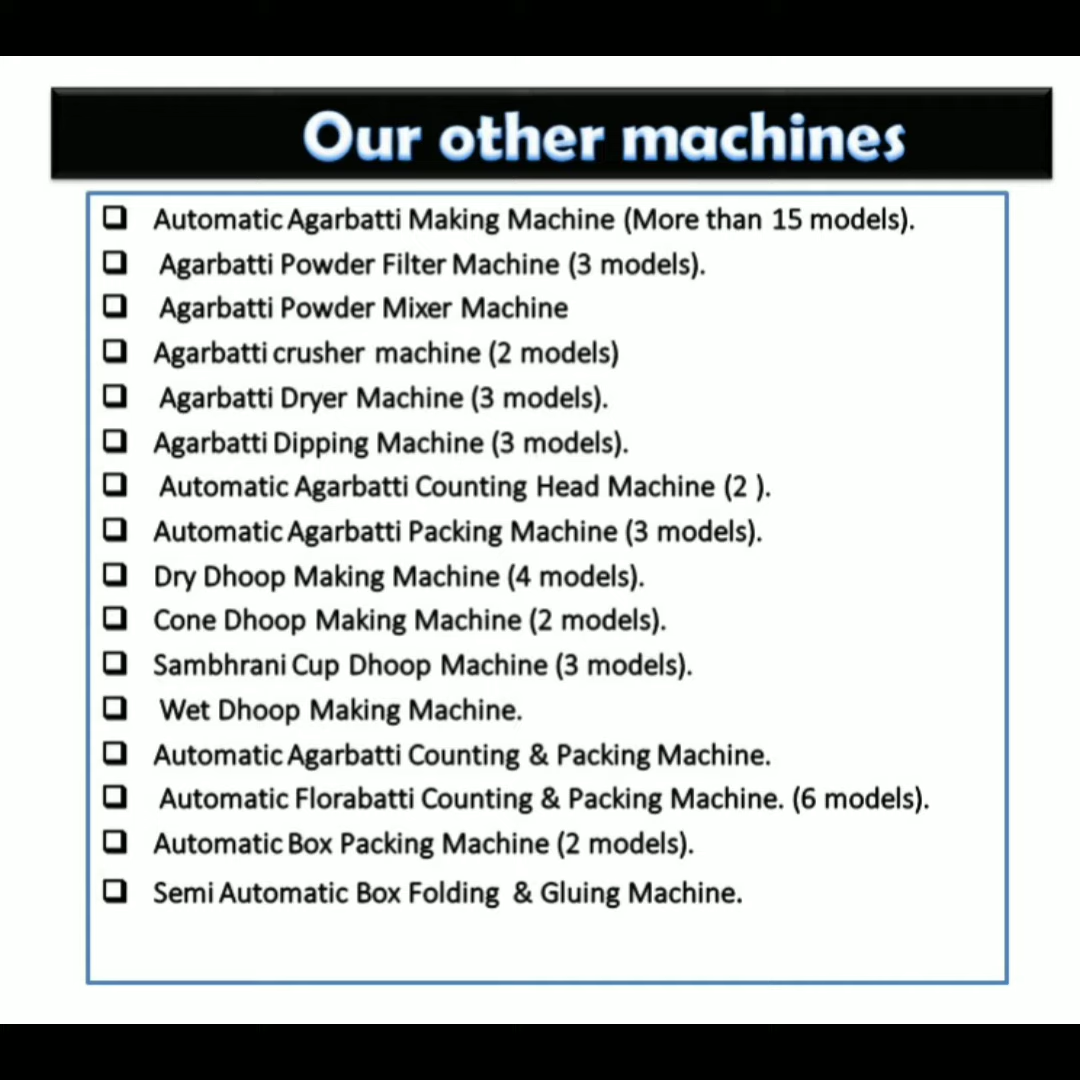 Our other machines
Automatic Agarbatti Making Machine (More than 15 models).
Agarbatti Powder Filter Machine (3 models).
Agarbatti Powder Mixer Machine
Agarbatti crusher machine (2 models)
Agarbatti Dryer Machine (3 models).
Agarbatti Dipping Machine (3 models).
Automatic Agarbatti Counting Head Machine (2 ).
Automatic Agarbatti Packing Machine (3 models).
Dry Dhoop Making Machine (4 models).
Cone Dhoop Making Machine (2 models).
Sambhrani Cup Dhoop Machine (3 models).
Wet Dhoop Making Machine.
Automatic Agarbatti Counting & Packing Machine.
Automatic Florabatti Counting & Packing Machine. (6 models).
Automatic Box Packing Machine (2 models).
Semi Automatic Box Folding & Gluing Machine.